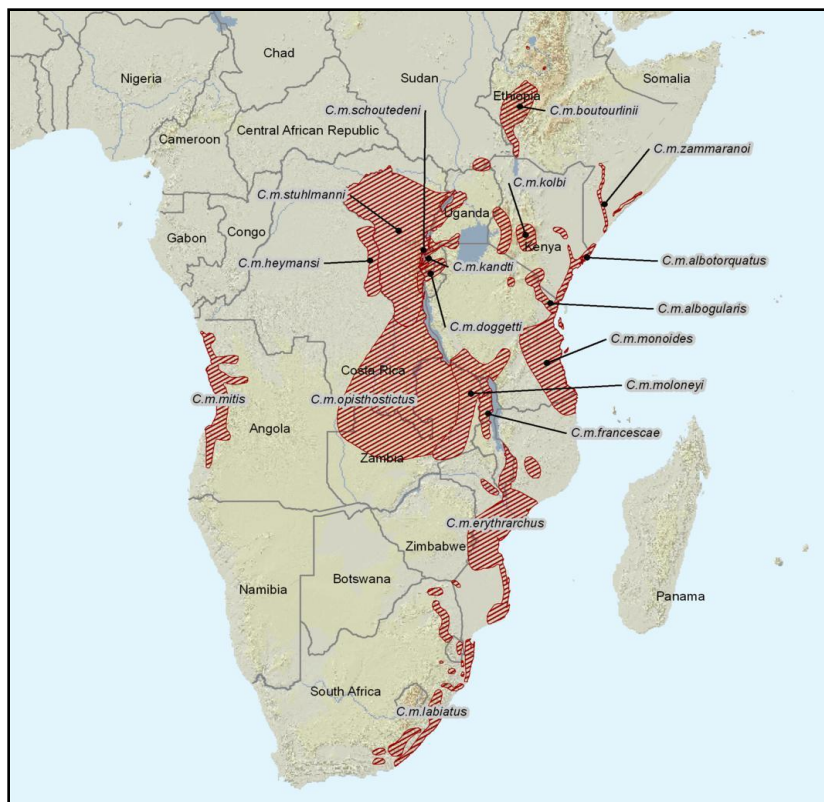 Chad
Nigeria
Sudan
Somalia
Ethiopia
C.m.schoutedeni
C.m.boutourlinii
Cameroon
Central African Republic
C.m.zammaranoi
C.m.kolbi
C.m.stuhlmanni
Uganda
Gabon
Congo
Kenya
C.m.heymansi
C.m.kandti
C.m.albotorquatus
C.m.albogularis
C.m.doggetti
C.m.monoides
Costa Rica
C.m.moloneyi
C.m.mitis
C.m.opisthostictus
Angola
C.m.francescae
Zambia
C.m.erythrarchus
Zimbabwe
Botswana
Namibia
Panama
South Africa
C.m.labiatus